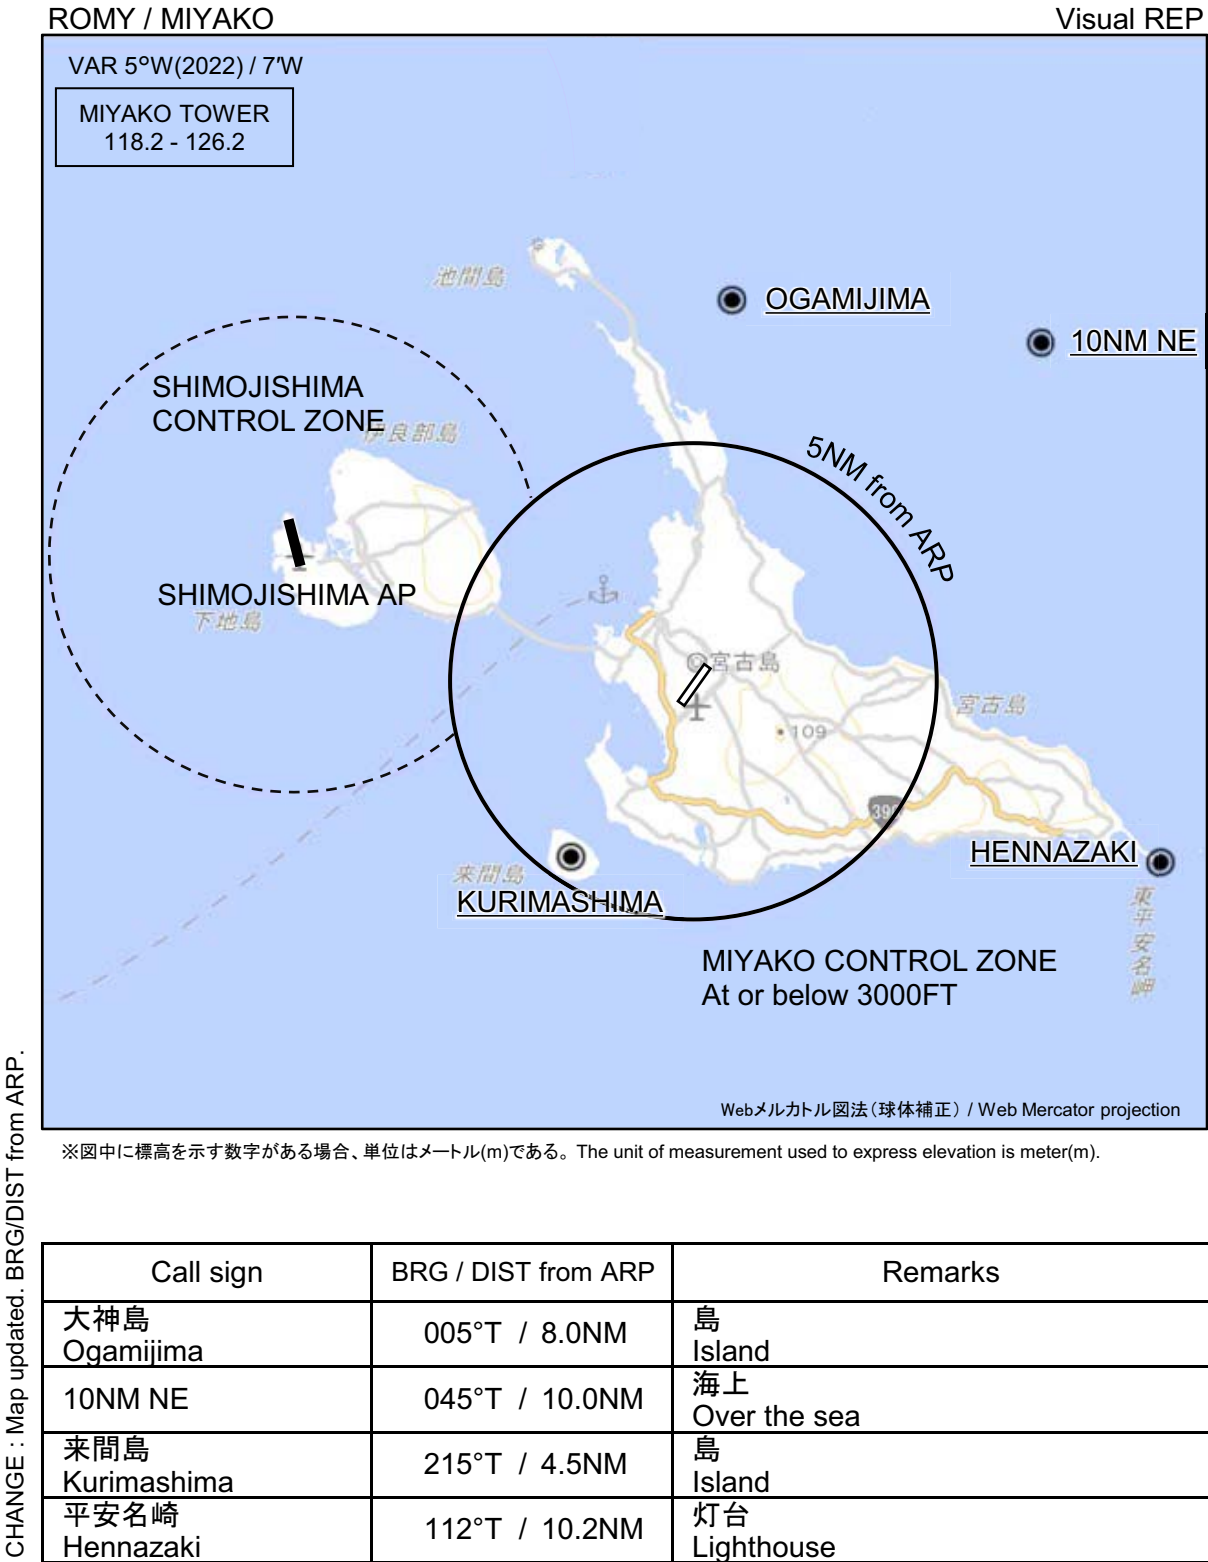 ROMY / MIYAKO
Visual REP
VAR 5°W(2022) / 7'W
MIYAKO TOWER
118.2 - 126.2
池間島
OGAMIJIMA
10NM NE
SHIMOJISHIMA
CONTROL ZONE
伊良部島
5NM from ARP
SHIMOJISHIMA AP
下地島
宮古島
宮古島
109
390
HENNAZAKI
来間島
KURIMASHIMA
東平安名岬
MIYAKO CONTROL ZONE
At or below 3000FT
Webメルカトル図法(球体補正) / Web Mercator projection
※図中に標高を示す数字がある場合、単位はメートル(m)である。 The unit of measurement used to express elevation is meter(m).
CHANGE : Map updated. BRG/DIST from ARP.
Call sign
BRG / DIST from ARP
Remarks
大神島
Ogamijima
005°T / 8.0NM
島
Island
10NM NE
045°T / 10.0NM
海上
Over the sea
来間島
Kurimashima
215°T / 4.5NM
島
Island
平安名崎
Hennazaki
112°T / 10.2NM
灯台
Lighthouse